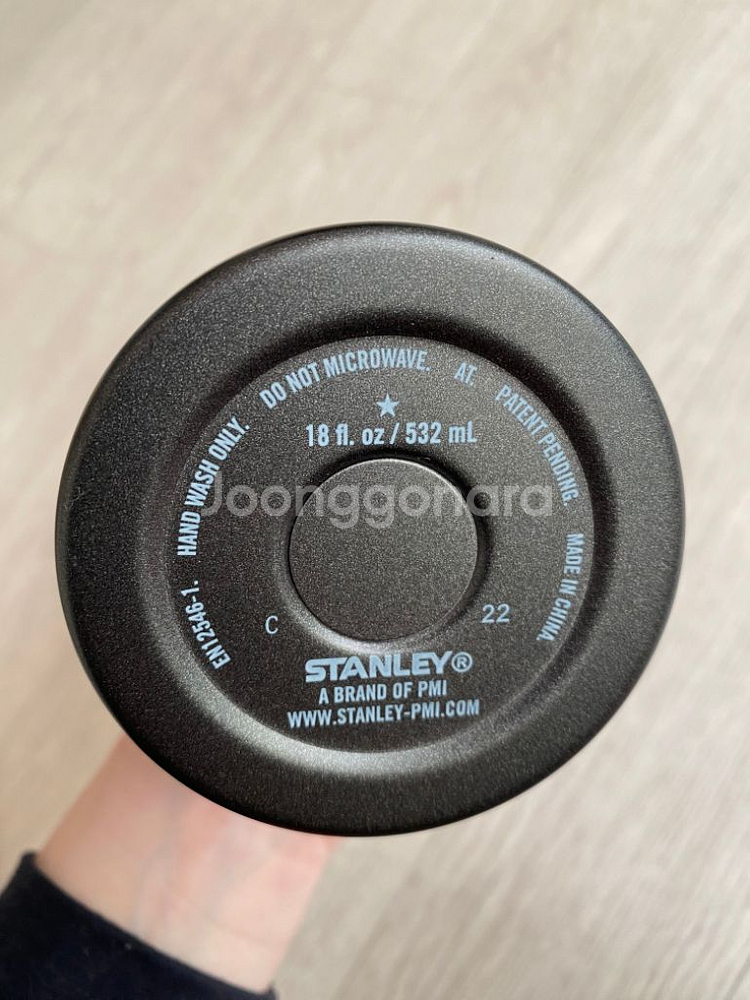 EN12546-1. HAND WASH ONLY. DO NOT MICROWAVE. AT. PATENT PENDING. MADE IN CHINA.
18 fl. oz / 532 mL
Joonggonara
C 22
STANLEY®
A BRAND OF PMI
WWW.STANLEY-PMI.COM